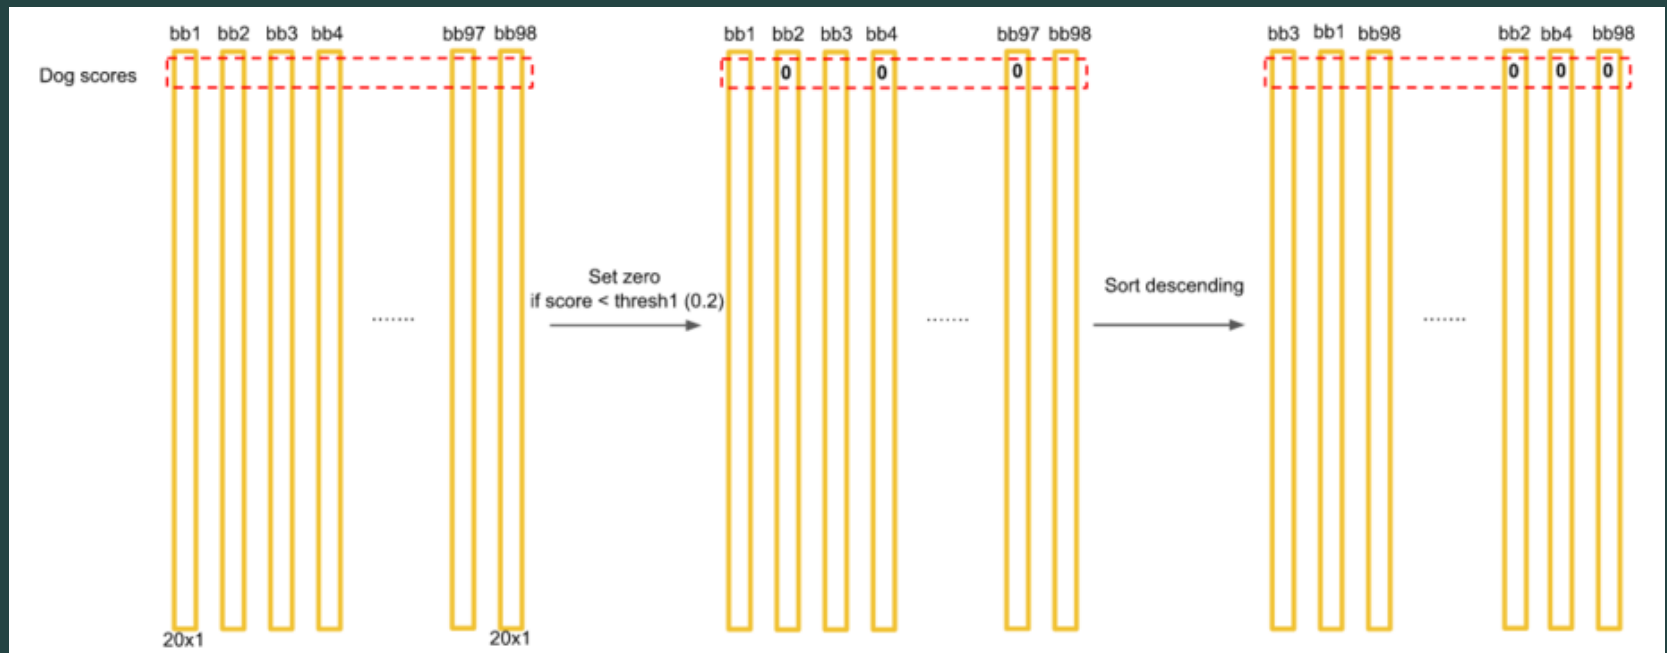 bb1 bb2 bb3 bb4 bb97 bb98
Dog scores
.......
20x1 20x1
Set zero
if score < thresh1 (0.2)
bb1 bb2 bb3 bb4 bb97 bb98
0 0 0
.......
Sort descending
bb3 bb1 bb98 bb2 bb4 bb98
0 0 0
.......